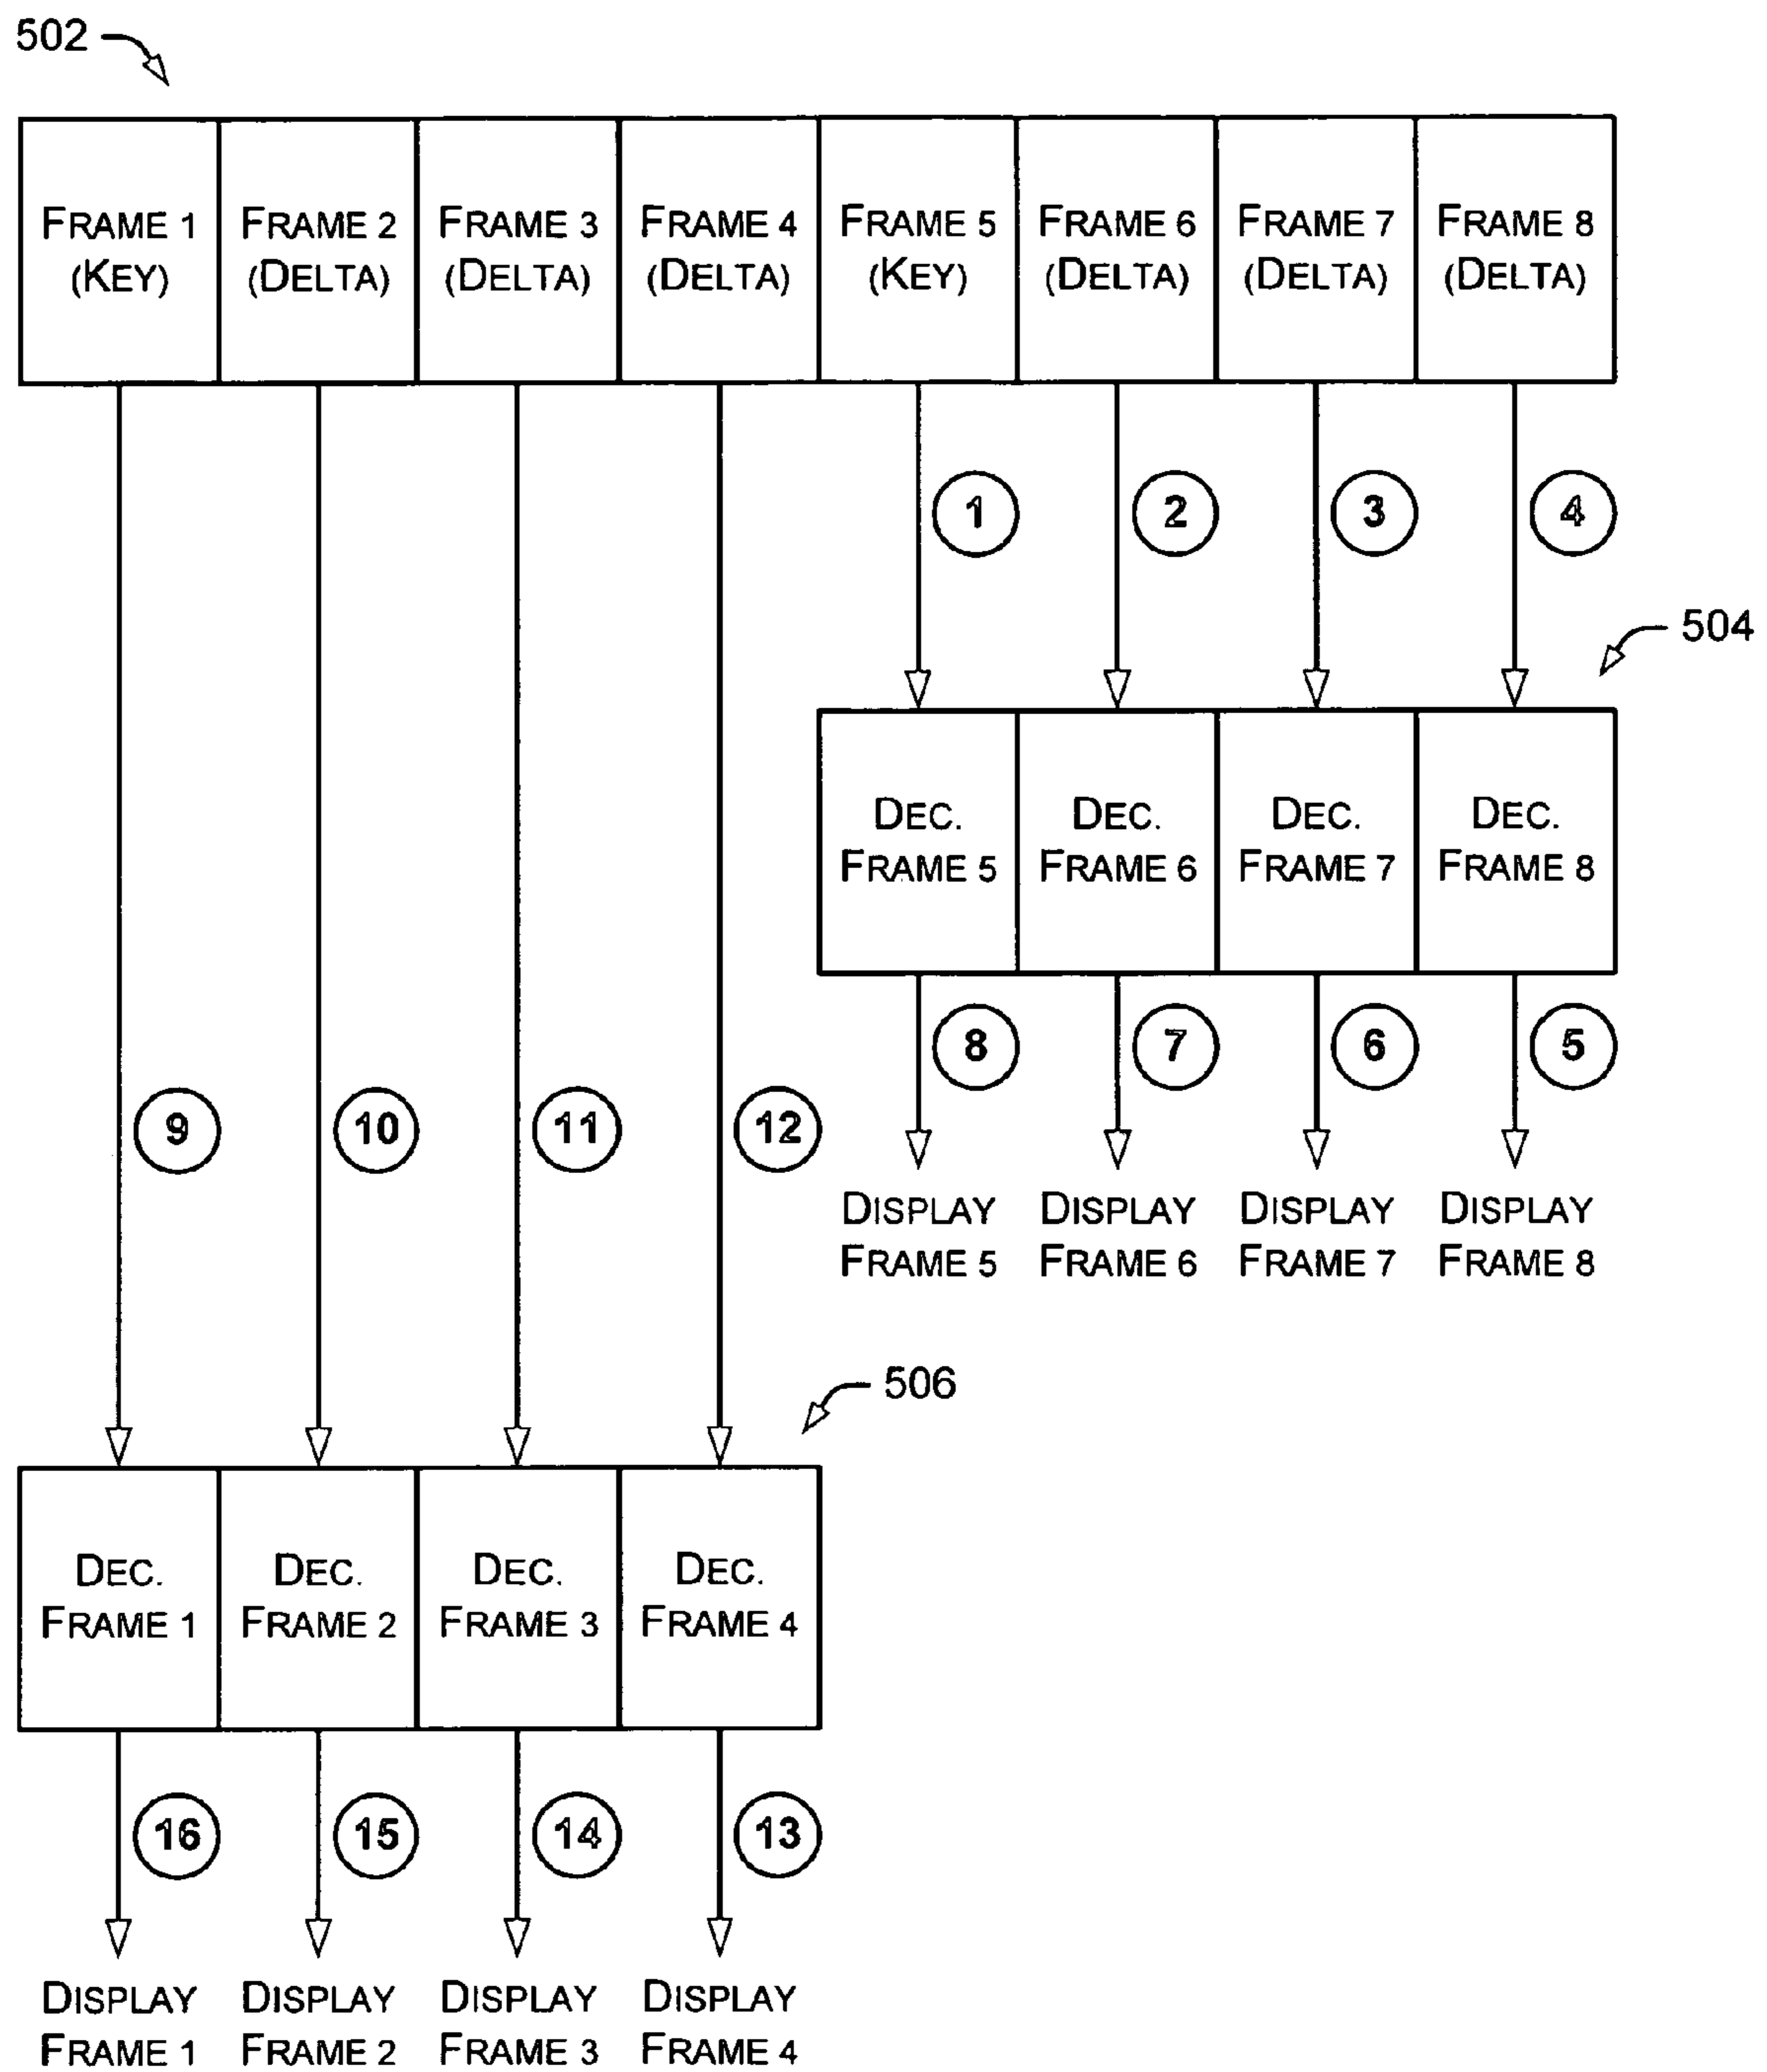 502
FRAME 1 (KEY)
FRAME 2 (DELTA)
FRAME 3 (DELTA)
FRAME 4 (DELTA)
FRAME 5 (KEY)
FRAME 6 (DELTA)
FRAME 7 (DELTA)
FRAME 8 (DELTA)
1
2
3
4
504
DEC. FRAME 5
DEC. FRAME 6
DEC. FRAME 7
DEC. FRAME 8
8
7
6
5
9
10
11
12
DISPLAY FRAME 5
DISPLAY FRAME 6
DISPLAY FRAME 7
DISPLAY FRAME 8
506
DEC. FRAME 1
DEC. FRAME 2
DEC. FRAME 3
DEC. FRAME 4
16
15
14
13
DISPLAY FRAME 1
DISPLAY FRAME 2
DISPLAY FRAME 3
DISPLAY FRAME 4